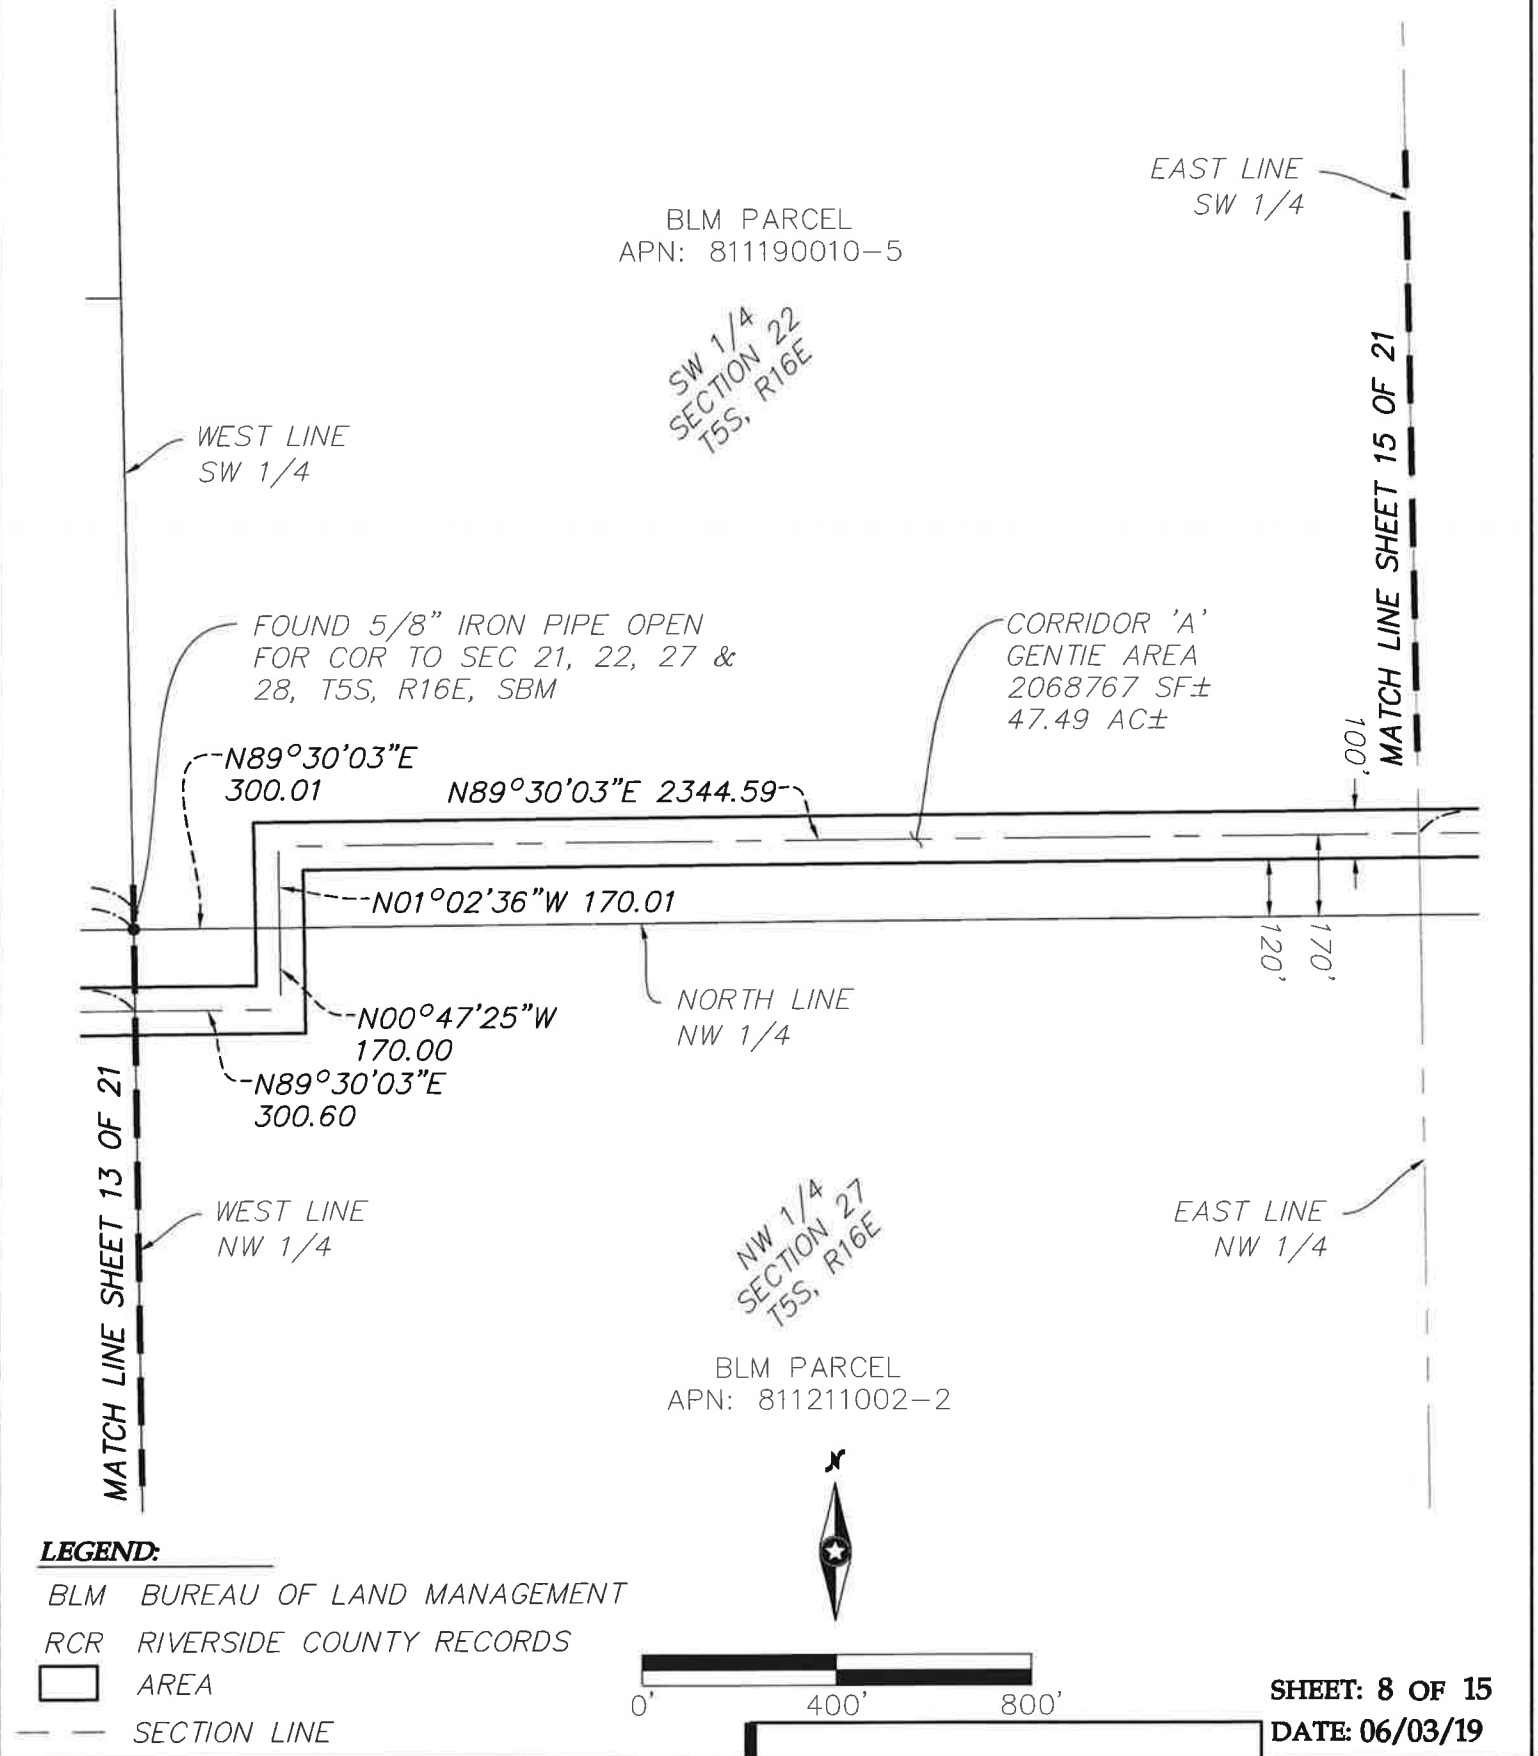 EAST LINE
SW 1/4
BLM PARCEL
APN: 811190010-5
SW 1/4
SECTION 22
T5S, R16E
MATCH LINE SHEET 15 OF 21
WEST LINE
SW 1/4
FOUND 5/8" IRON PIPE OPEN
FOR COR TO SEC 21, 22, 27 &
28, T5S, R16E, SBM
CORRIDOR 'A'
GENTIE AREA
2068767 SF±
47.49 AC±
100'
N89°30'03"E
300.01
N89°30'03"E 2344.59
N01°02'36"W 170.01
120'
170'
NORTH LINE
NW 1/4
N00°47'25"W
170.00
N89°30'03"E
300.60
MATCH LINE SHEET 13 OF 21
WEST LINE
NW 1/4
NW 1/4
SECTION 27
T5S, R16E
EAST LINE
NW 1/4
BLM PARCEL
APN: 811211002-2
N
LEGEND:
BLM BUREAU OF LAND MANAGEMENT
RCR RIVERSIDE COUNTY RECORDS
AREA
SECTION LINE
0' 400' 800'
SHEET: 8 OF 15
DATE: 06/03/19